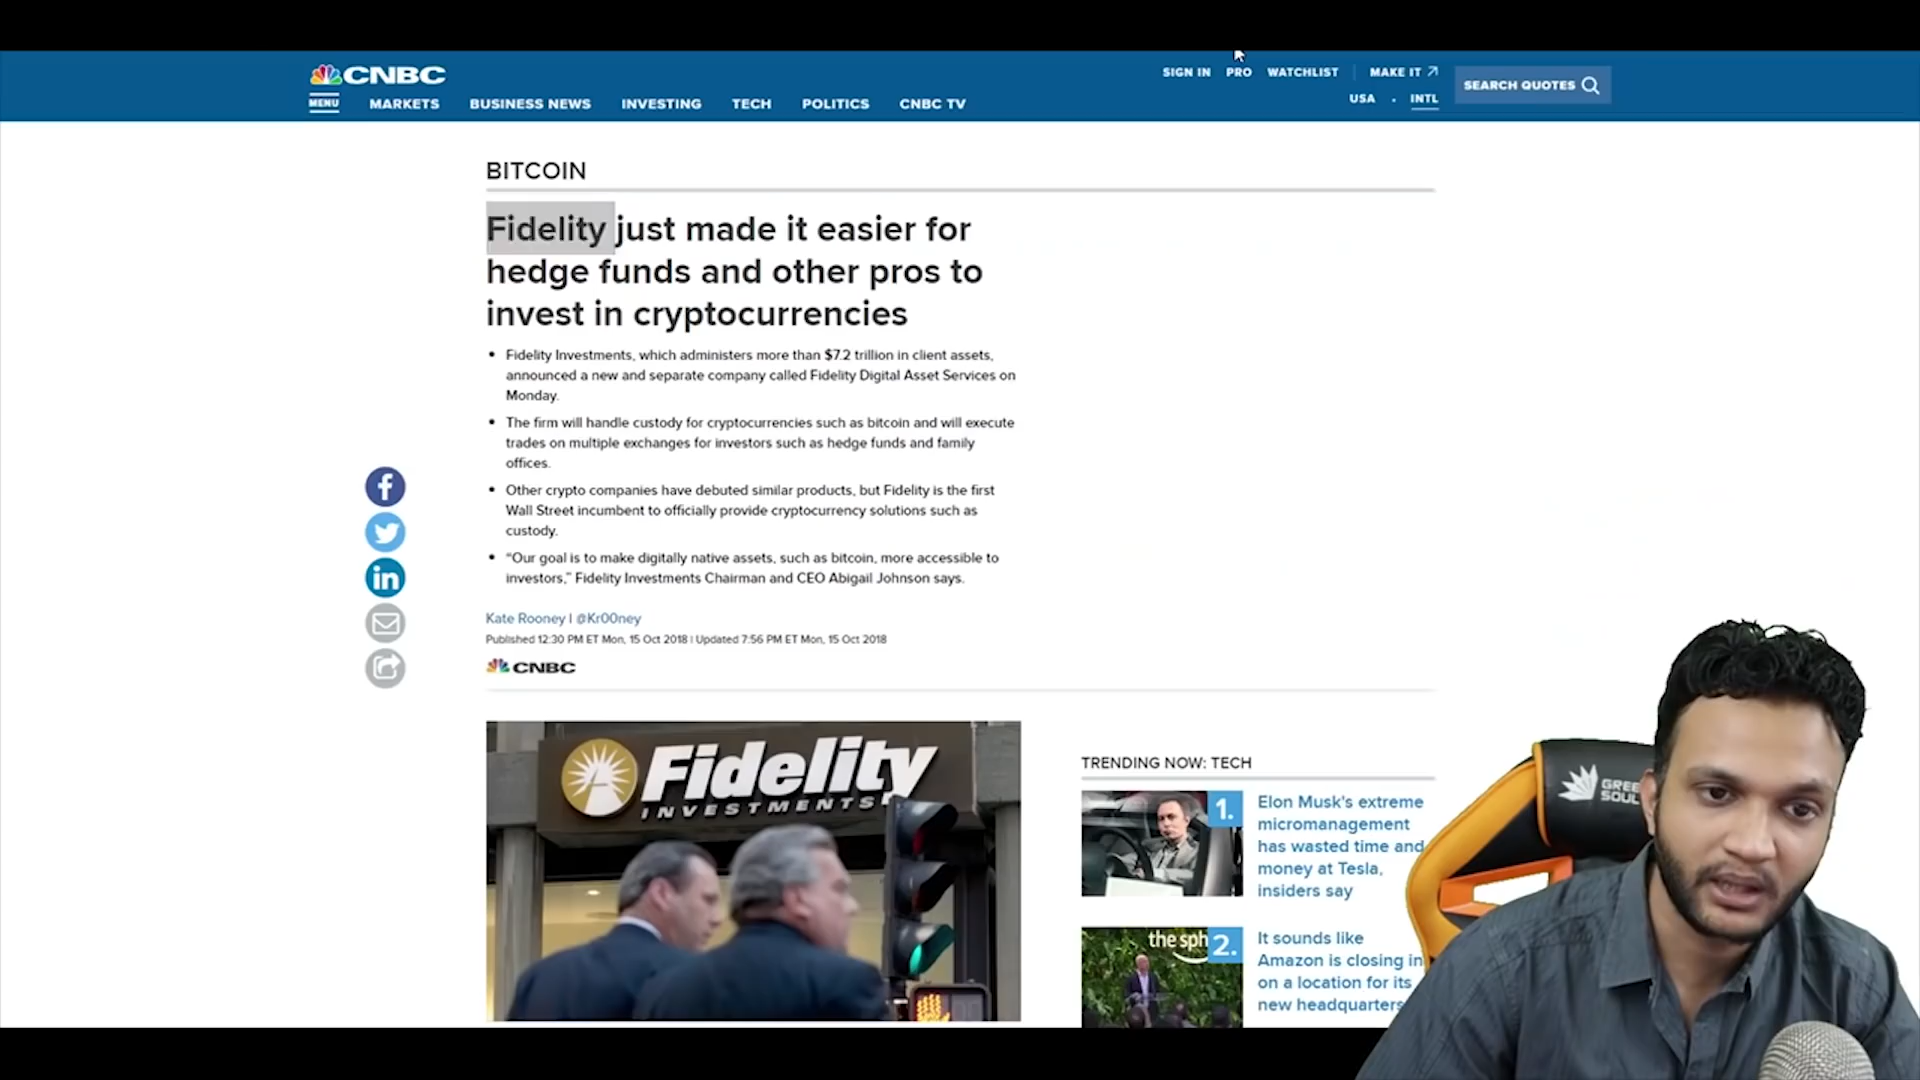 CNBC
SIGN IN PRO WATCHLIST MAKE IT
SEARCH QUOTES
USA INTL
MENU MARKETS BUSINESS NEWS INVESTING TECH POLITICS CNBC TV
BITCOIN
Fidelity just made it easier for
hedge funds and other pros to
invest in cryptocurrencies
• Fidelity Investments, which administers more than $7.2 trillion in client assets,
announced a new and separate company called Fidelity Digital Asset Services on
Monday.
• The firm will handle custody for cryptocurrencies such as bitcoin and will execute
trades on multiple exchanges for investors such as hedge funds and family
offices.
• Other crypto companies have debuted similar products, but Fidelity is the first
Wall Street incumbent to officially provide cryptocurrency solutions such as
custody.
• “Our goal is to make digitally native assets, such as bitcoin, more accessible to
investors,” Fidelity Investments Chairman and CEO Abigail Johnson says.
Kate Rooney | @Kr00ney
Published 12:30 PM ET Mon, 15 Oct 2018 | Updated 7:56 PM ET Mon, 15 Oct 2018
CNBC
Fidelity
INVESTMENTS
TRENDING NOW: TECH
1. Elon Musk's extreme
micromanagement
has wasted time and
money at Tesla,
insiders say
the sph
2. It sounds like
Amazon is closing in
on a location for its
new headquarters
GREE
SOUL